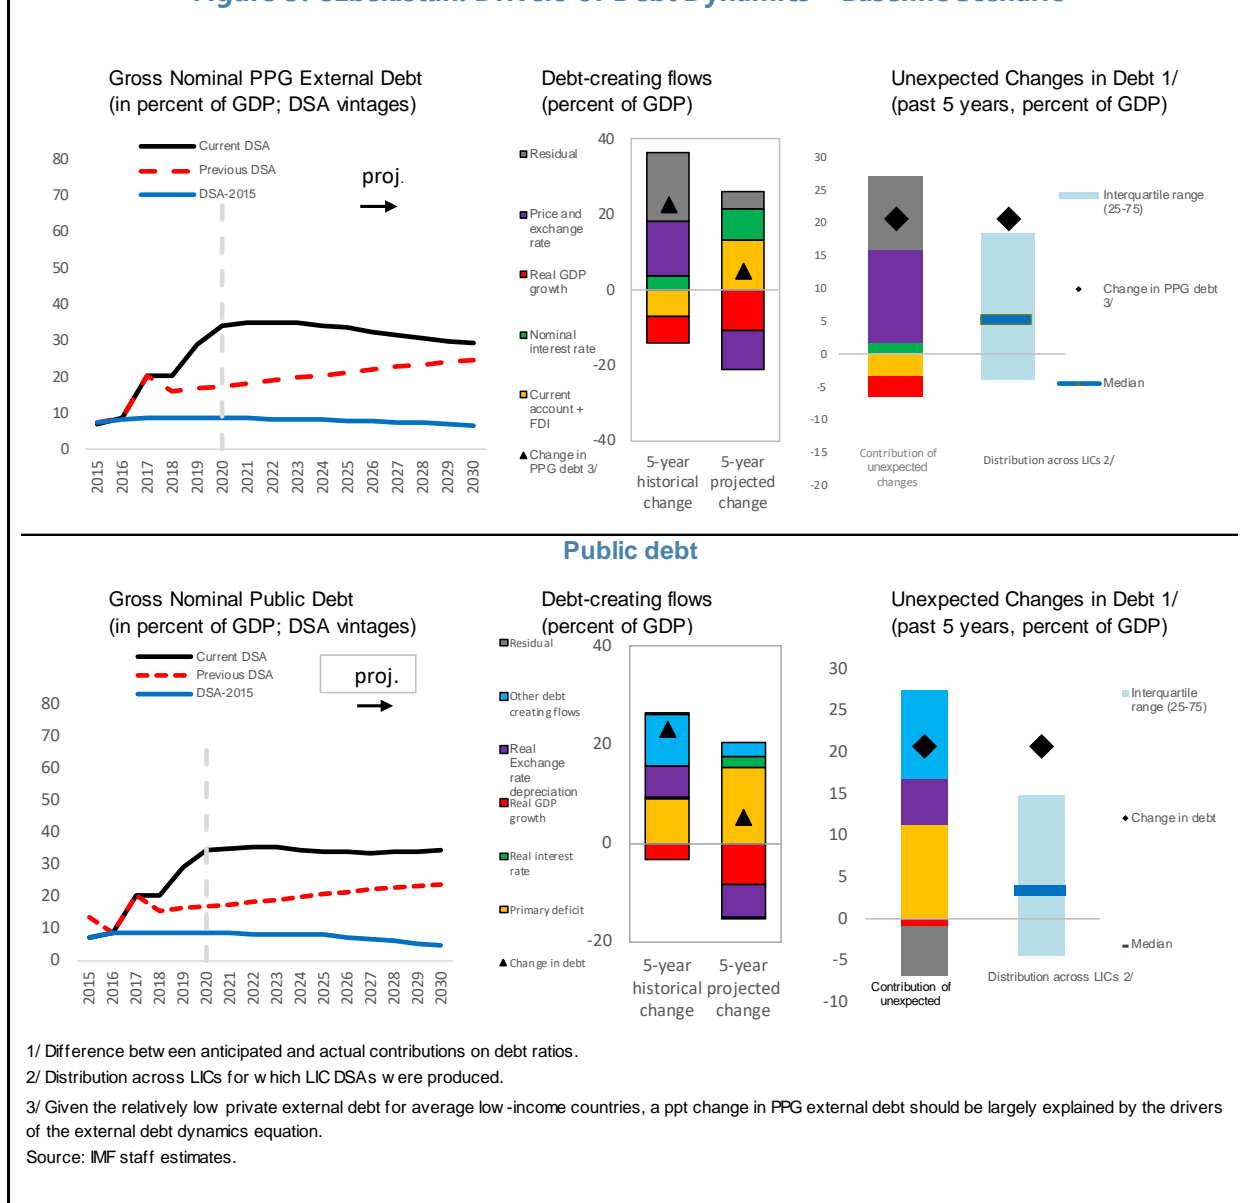 Gross Nominal PPG External Debt
(in percent of GDP; DSA vintages)
Current DSA
Previous DSA
DSA-2015
proj.
80
70
60
50
40
30
20
10
0
2015
2016
2017
2018
2019
2020
2021
2022
2023
2024
2025
2026
2027
2028
2029
2030
Debt-creating flows
(percent of GDP)
Residual
Price and
exchange
rate
Real GDP
growth
Nominal
interest rate
Current
account +
FDI
Change in
PPG debt 3/
40
20
0
-20
-40
5-year
historical
change
5-year
projected
change
Unexpected Changes in Debt 1/
(past 5 years, percent of GDP)
30
25
20
15
10
5
0
-5
-10
-15
-20
Contribution of
unexpected
changes
Distribution across LICs 2/
Interquartile range
(25-75)
Change in PPG debt
3/
Median
Public debt
Gross Nominal Public Debt
(in percent of GDP; DSA vintages)
Current DSA
Previous DSA
DSA-2015
proj.
80
70
60
50
40
30
20
10
0
2015
2016
2017
2018
2019
2020
2021
2022
2023
2024
2025
2026
2027
2028
2029
2030
Debt-creating flows
(percent of GDP)
Residual
Other debt
creating flows
Real
Exchange
rate
depreciation
Real GDP
growth
Real interest
rate
Primary deficit
Change in debt
40
20
0
-20
5-year
historical
change
5-year
projected
change
Unexpected Changes in Debt 1/
(past 5 years, percent of GDP)
30
25
20
15
10
5
0
-5
-10
Contribution of
unexpected
Distribution across LICs 2/
Interquartile
range (25-75)
Change in debt
Median
1/ Difference between anticipated and actual contributions on debt ratios.
2/ Distribution across LICs for which LIC DSAs were produced.
3/ Given the relatively low private external debt for average low-income countries, a ppt change in PPG external debt should be largely explained by the drivers
of the external debt dynamics equation.
Source: IMF staff estimates.